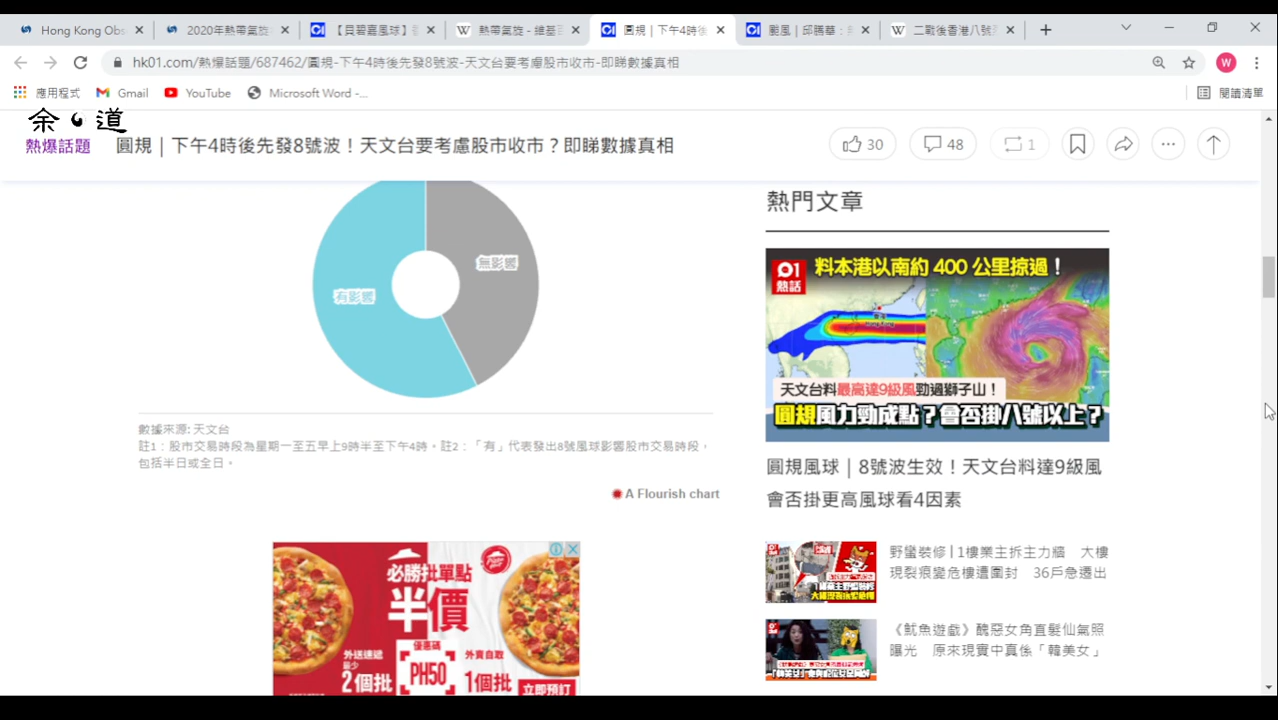 Hong Kong Obs
2020年熱帶氣旋
【貝碧嘉風球】
熱帶氣旋 - 維基
圓規｜下午4時後
颱風｜邱騰華：
二戰後香港八號
hk01.com/熱爆話題/687462/圓規-下午4時後先發8號波-天文台要考慮股市收市-即睇數據真相
W
應用程式
Gmail
YouTube
Microsoft Word -...
閱讀清單
余 道
熱爆話題
圓規｜下午4時後先發8號波！天文台要考慮股市收市？即睇數據真相
30
48
1
無影響
有影響
數據來源: 天文台
註1：股市交易時段為星期一至五早上9時半至下午4時。註2：「有」代表發出8號風球影響股市交易時段，
包括半日或全日。
A Flourish chart
必勝批單點
半價
優惠碼
PH50
外送速遞
最少
2個批
外賣自取
1個批
立即預訂
熱門文章
01
熱話
料本港以南約 400 公里掠過！
天文台料最高達9級風勁過獅子山！
圓規風力勁成點？會否掛八號以上？
圓規風球｜8號波生效！天文台料達9級風
會否掛更高風球看4因素
野蠻裝修 | 1樓業主拆主力牆　大樓
現裂痕變危樓遭圍封　36戶急遷出
《魷魚遊戲》醜惡女角直髮仙氣照
曝光　原來現實中真係「韓美女」